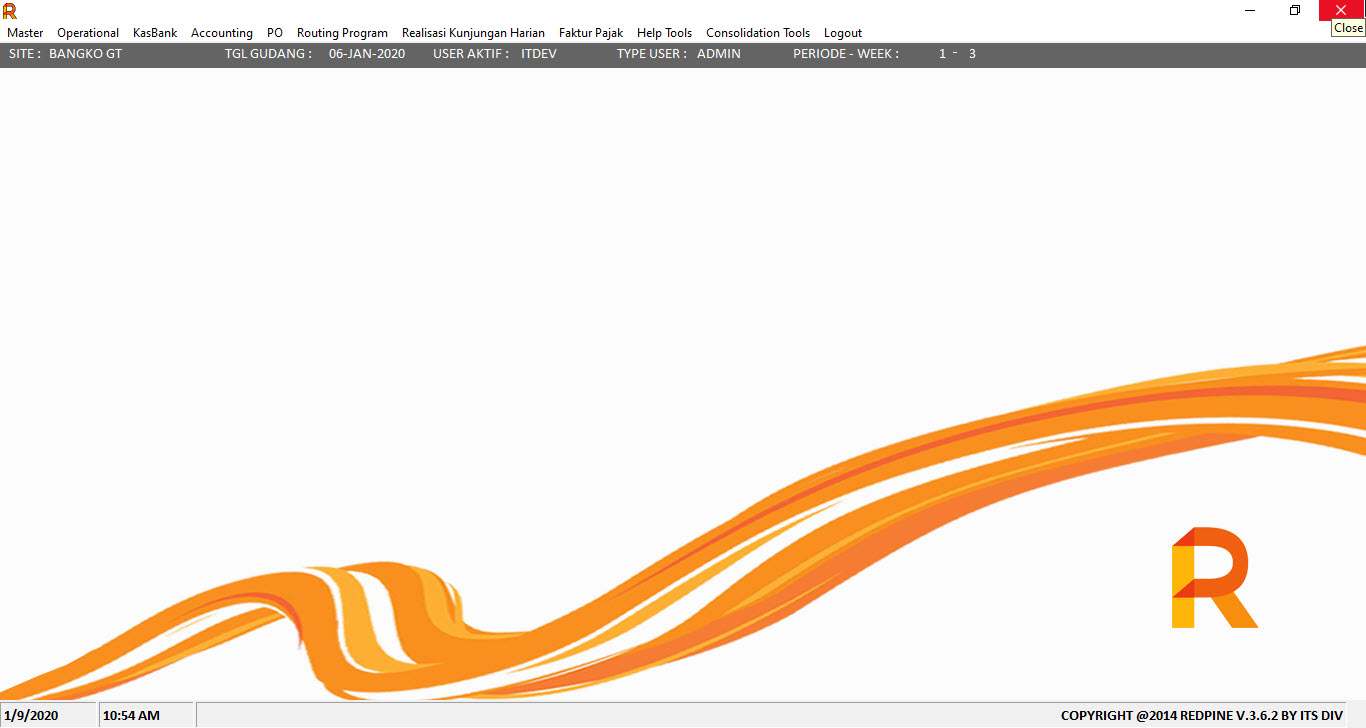 Close
Master Operational KasBank Accounting PO Routing Program Realisasi Kunjungan Harian Faktur Pajak Help Tools Consolidation Tools Logout
SITE : BANGKO GT TGL GUDANG : 06-JAN-2020 USER AKTIF : ITDEV TYPE USER : ADMIN PERIODE - WEEK : 1 - 3
1/9/2020 10:54 AM COPYRIGHT @2014 REDPINE V.3.6.2 BY ITS DIV